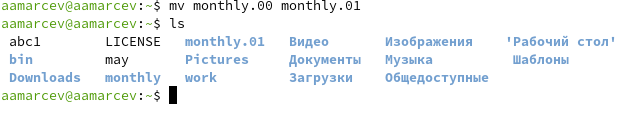 aamarcev@aamarcev:~$ mv monthly.00 monthly.01
aamarcev@aamarcev:~$ ls
abc1 LICENSE monthly.01 Видео Изображения 'Рабочий стол'
bin may Pictures Документы Музыка Шаблоны
Downloads monthly work Загрузки Общедоступные
aamarcev@aamarcev:~$